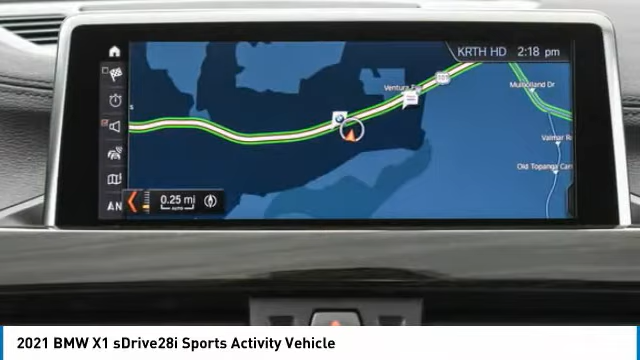 KRTH HD 2:18 pm
101
Ventura Fwy
Mulholland Dr
s
Valmar R
Old Topanga Can
0.25 mi
AUTO
N
2021 BMW X1 sDrive28i Sports Activity Vehicle